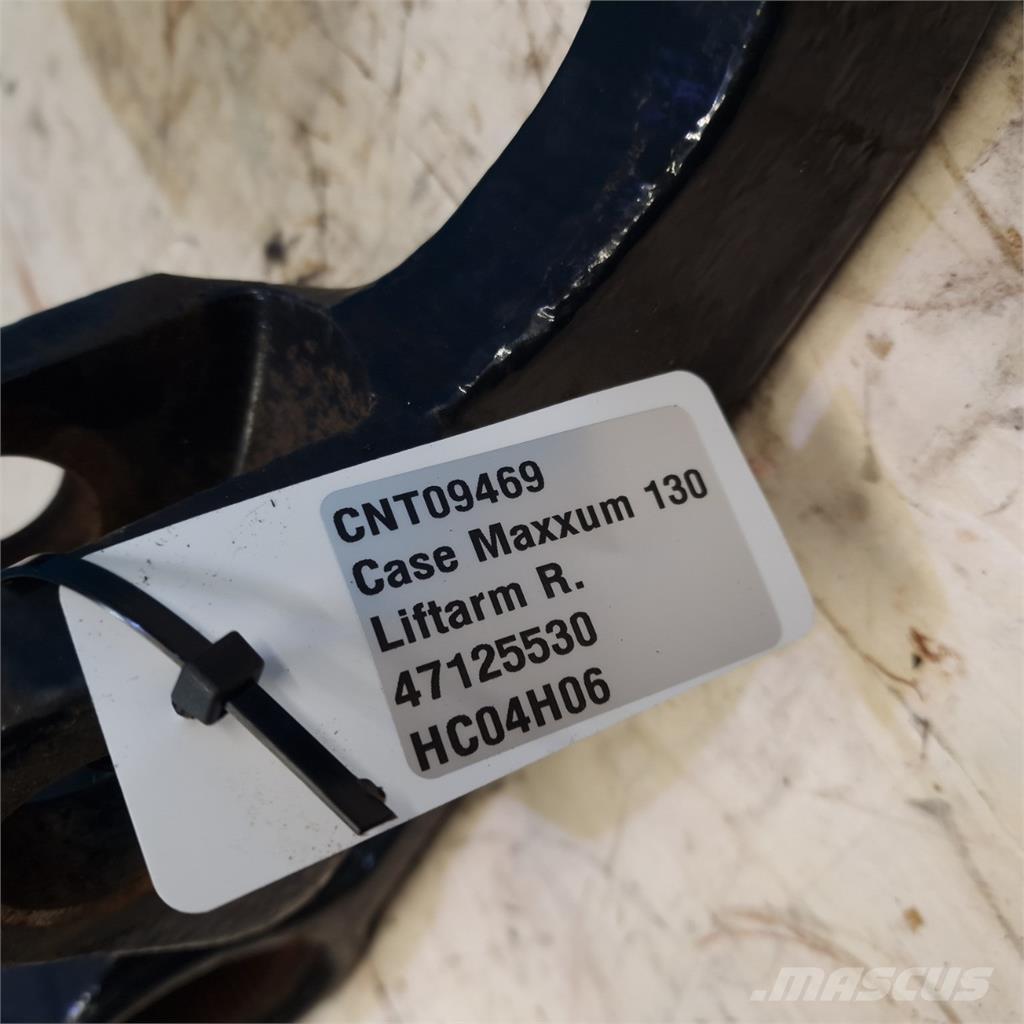 CNT09469
Case Maxxum 130
Liftarm R.
47125530
HC04H06
.MASCUS